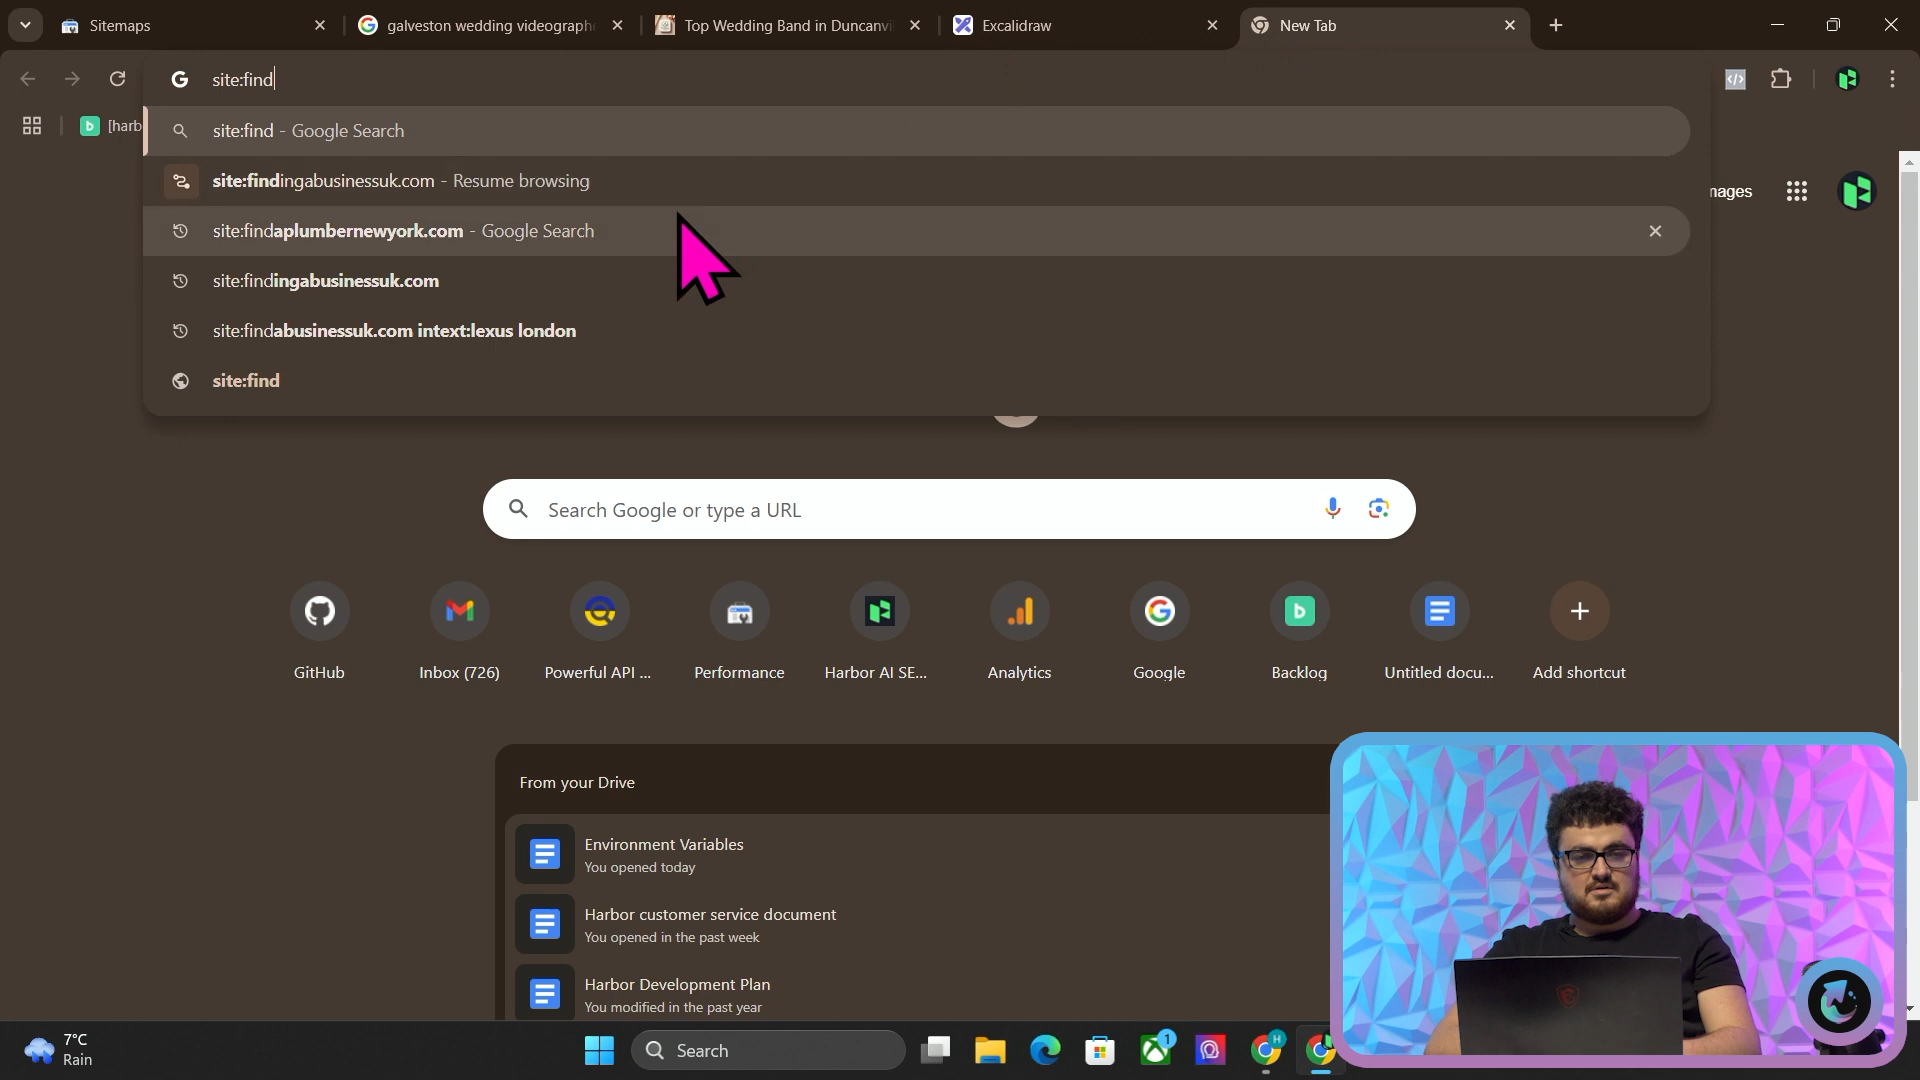 Sitemaps
galveston wedding videograph
Top Wedding Band in Duncanvi
Excalidraw
New Tab
site:find
[harb
site:find - Google Search
site:findingabusinessuk.com - Resume browsing
site:findaplumbernewyork.com - Google Search
site:findingabusinessuk.com
site:findabusinessuk.com intext:lexus london
site:find
mages
Search Google or type a URL
GitHub
Inbox (726)
Powerful API ...
Performance
Harbor AI SE...
Analytics
Google
Backlog
Untitled docu...
Add shortcut
From your Drive
Environment Variables
You opened today
Harbor customer service document
You opened in the past week
Harbor Development Plan
You modified in the past year
7°C
Rain
Search
1
H